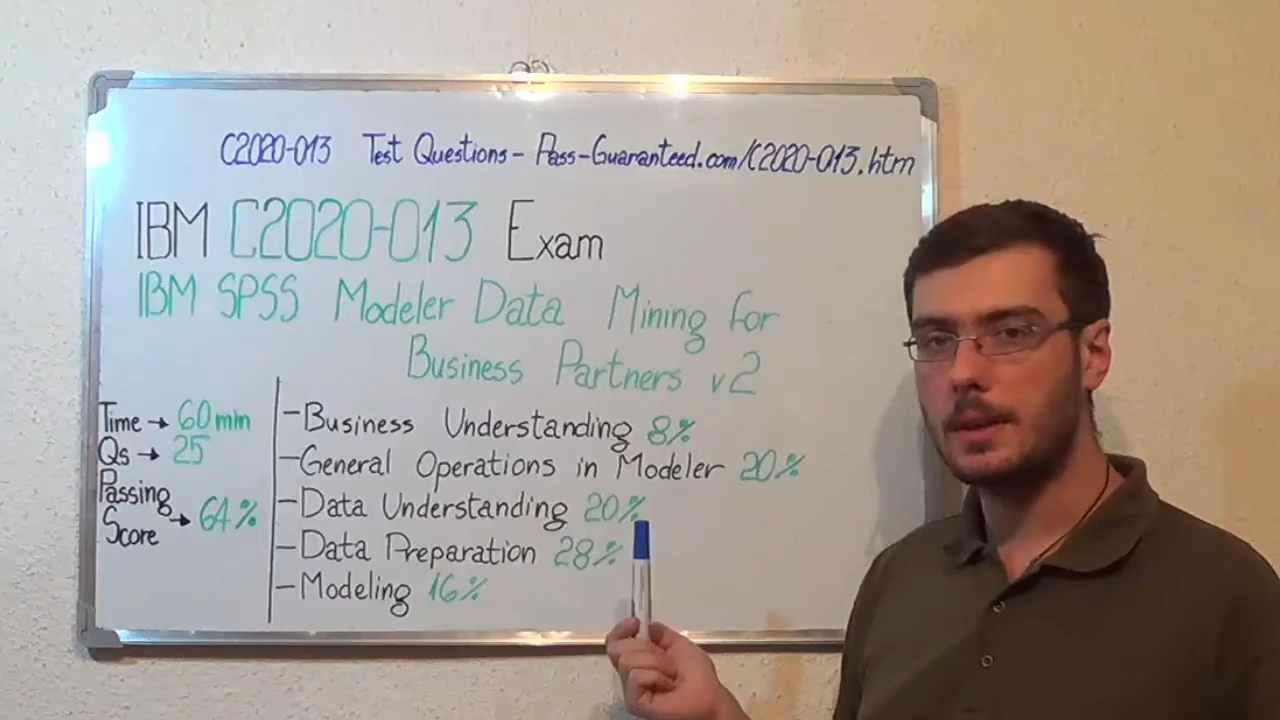 C2020-013 Test Questions - Pass-Guaranteed.com/C2020-013.htm
IBM C2020-013 Exam
IBM SPSS Modeler Data Mining for
Business Partners v2
Time → 60 min
Qs → 25
Passing
Score → 64%
- Business Understanding 8%
- General Operations in Modeler 20%
- Data Understanding 20%
- Data Preparation 28%
- Modeling 16%